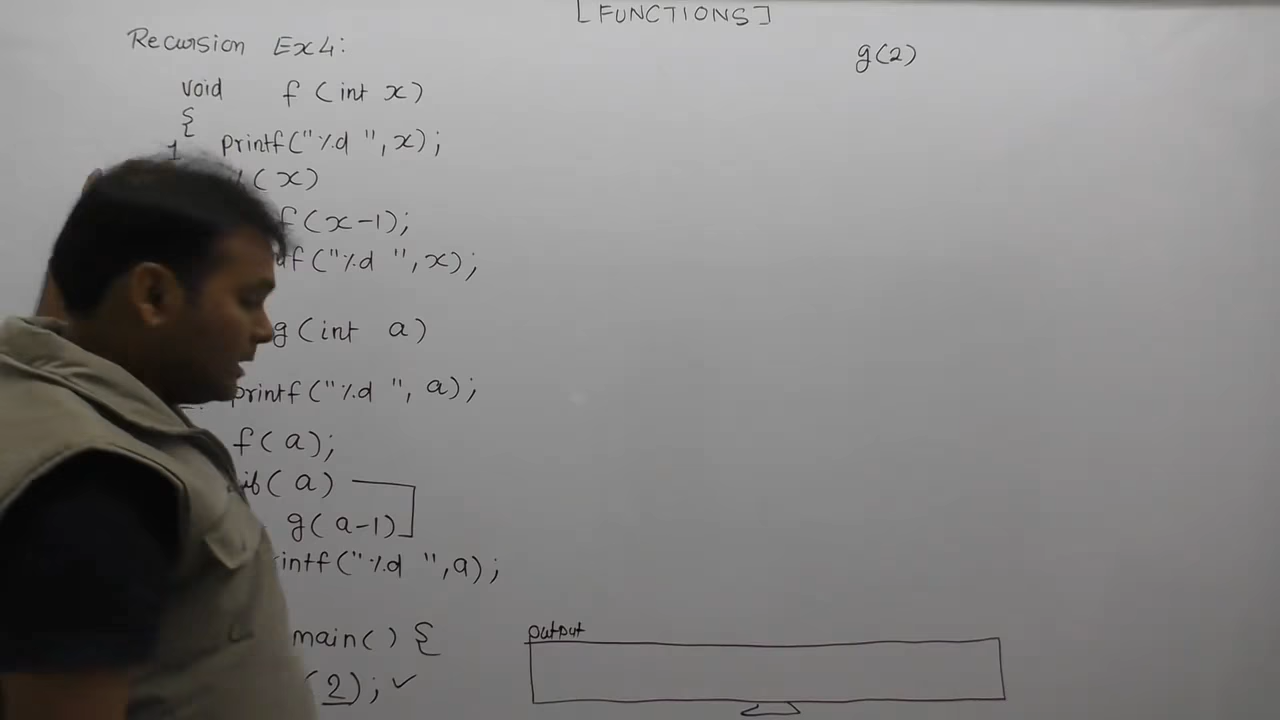 [FUNCTIONS]
Recursion Ex4:
g(2)
void f (int x)
{
1 printf("%d ", x);
(x)
f(x-1);
f("%d ", x);
g(int a)
printf("%d ", a);
f(a);
if(a)
g(a-1)
intf("%d ",a);
main() {
(2); ✓
output